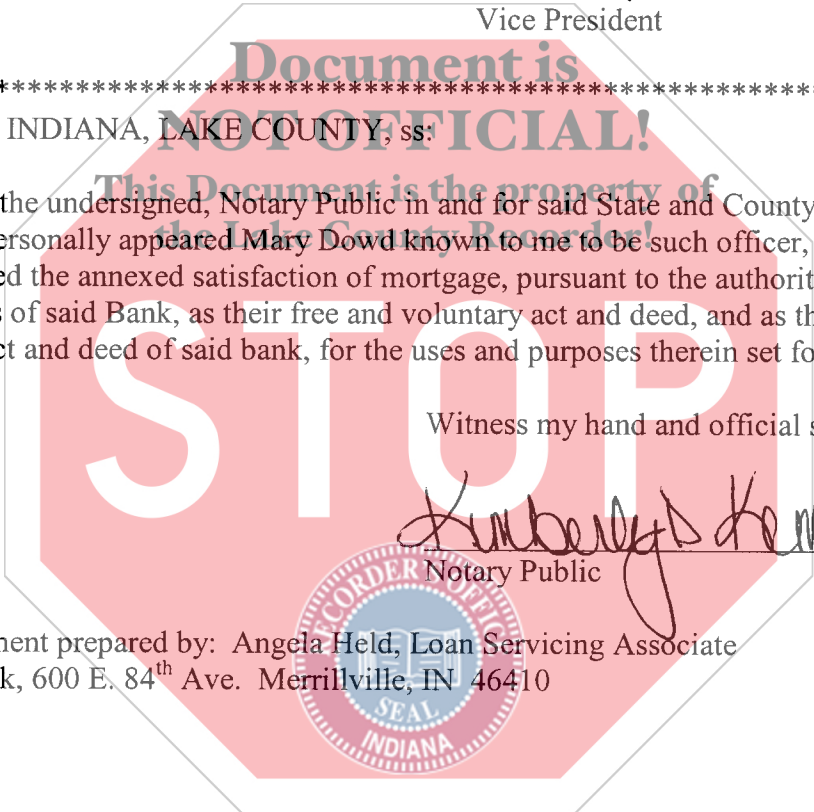 Vice President
Document is
************************************************************
NOT OFFICIAL!
INDIANA, LAKE COUNTY, ss:
This Document is the property of
the undersigned, Notary Public in and for said State and County
the Lake County Recorder!
ersonally appeared Mary Dowd known to me to be such officer,
ed the annexed satisfaction of mortgage, pursuant to the authorit
s of said Bank, as their free and voluntary act and deed, and as th
ct and deed of said bank, for the uses and purposes therein set fo
STOP
Witness my hand and official s
Kimberly D Kem
Notary Public
RECORDER'S OFFICE
nent prepared by: Angela Held, Loan Servicing Associate
k, 600 E. 84th Ave. Merrillville, IN 46410
SEAL
INDIANA